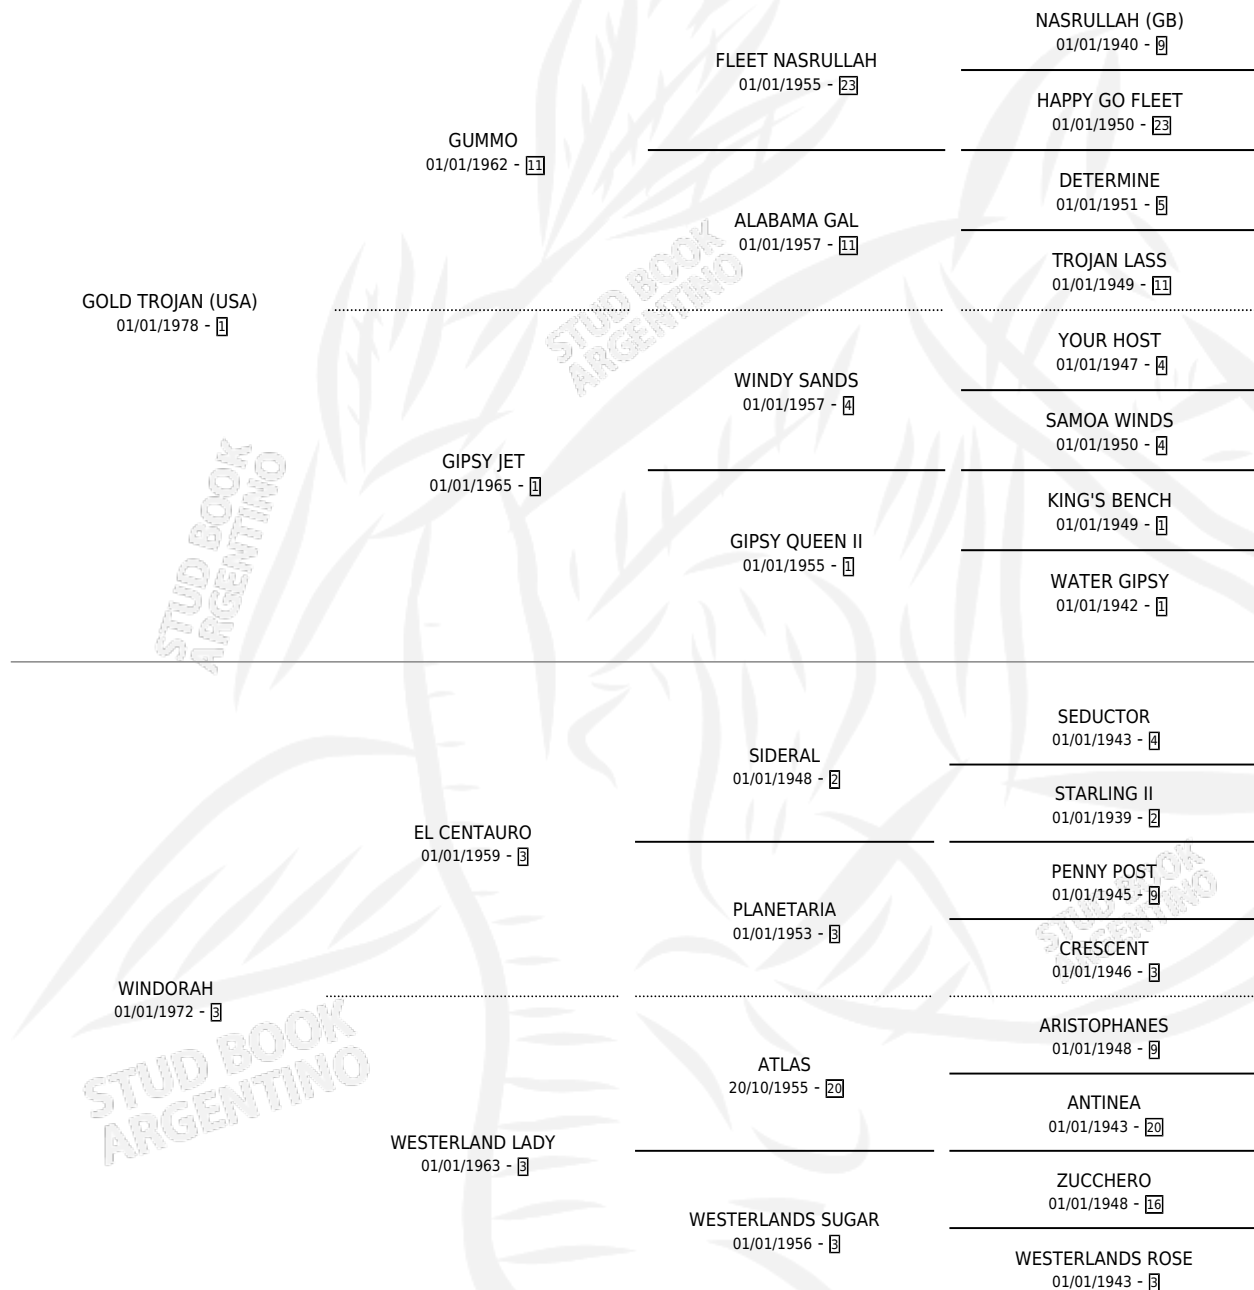 NASRULLAH (GB)
01/01/1940 - 9
FLEET NASRULLAH
01/01/1955 - 23
HAPPY GO FLEET
01/01/1950 - 23
GUMMO
01/01/1962 - 11
DETERMINE
01/01/1951 - 5
ALABAMA GAL
01/01/1957 - 11
TROJAN LASS
01/01/1949 - 11
GOLD TROJAN (USA)
01/01/1978 - 1
YOUR HOST
01/01/1947 - 4
WINDY SANDS
01/01/1957 - 4
SAMOA WINDS
01/01/1950 - 4
GIPSY JET
01/01/1965 - 1
KING'S BENCH
01/01/1949 - 1
GIPSY QUEEN II
01/01/1955 - 1
WATER GIPSY
01/01/1942 - 1
SEDUCTOR
01/01/1943 - 4
SIDERAL
01/01/1948 - 2
STARLING II
01/01/1939 - 2
EL CENTAURO
01/01/1959 - 3
PENNY POST
01/01/1945 - 9
PLANETARIA
01/01/1953 - 3
CRESCENT
01/01/1946 - 3
WINDORAH
01/01/1972 - 3
ARISTOPHANES
01/01/1948 - 9
ATLAS
20/10/1955 - 20
ANTINEA
01/01/1943 - 20
WESTERLAND LADY
01/01/1963 - 3
ZUCCHERO
01/01/1948 - 16
WESTERLANDS SUGAR
01/01/1956 - 3
WESTERLANDS ROSE
01/01/1943 - 3
STUD BOOK
ARGENTINO
STUD BOOK
ARGENTINO
STUD BOOK
ARGENTINO
STUD BOOK
ARGENTINO